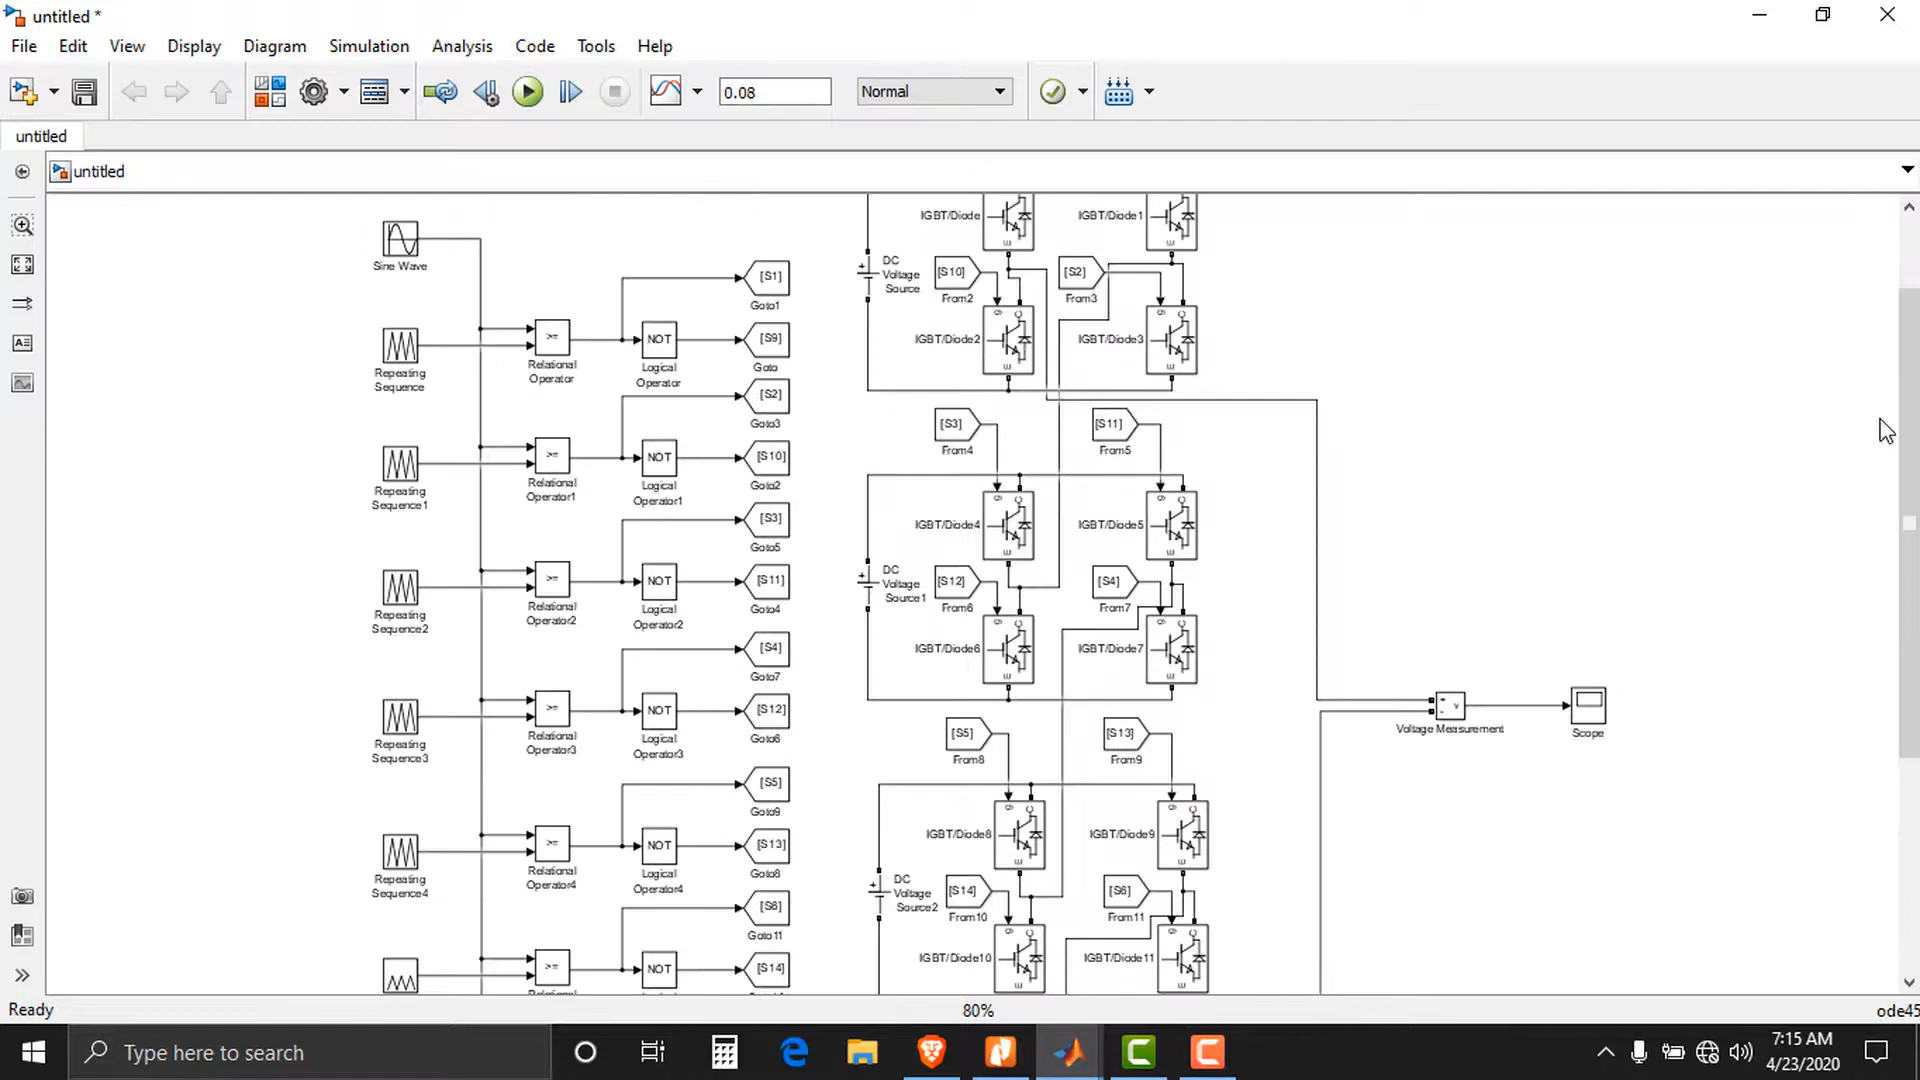 untitled *
File Edit View Display Diagram Simulation Analysis Code Tools Help
0.08 Normal
untitled
untitled
Sine Wave
[S1]
Goto1
Repeating
Sequence
>=
Relational
Operator
NOT
Logical
Operator
[S9]
Goto
[S2]
Goto3
Repeating
Sequence1
>=
Relational
Operator1
NOT
Logical
Operator1
[S10]
Goto2
[S3]
Goto5
Repeating
Sequence2
>=
Relational
Operator2
NOT
Logical
Operator2
[S11]
Goto4
[S4]
Goto7
Repeating
Sequence3
>=
Relational
Operator3
NOT
Logical
Operator3
[S12]
Goto6
[S5]
Goto9
Repeating
Sequence4
>=
Relational
Operator4
NOT
Logical
Operator4
[S13]
Goto8
[S6]
Goto11
>=
NOT
[S14]
IGBT/Diode
IGBT/Diode1
DC
Voltage
Source
[S10]
From2
[S2]
From3
IGBT/Diode2
IGBT/Diode3
[S3]
From4
[S11]
From5
IGBT/Diode4
IGBT/Diode5
DC
Voltage
Source1
[S12]
From6
[S4]
From7
IGBT/Diode6
IGBT/Diode7
[S5]
From8
[S13]
From9
IGBT/Diode8
IGBT/Diode9
DC
Voltage
Source2
[S14]
From10
[S6]
From11
IGBT/Diode10
IGBT/Diode11
Voltage Measurement
Scope
Ready
80%
ode45
Type here to search
7:15 AM
4/23/2020